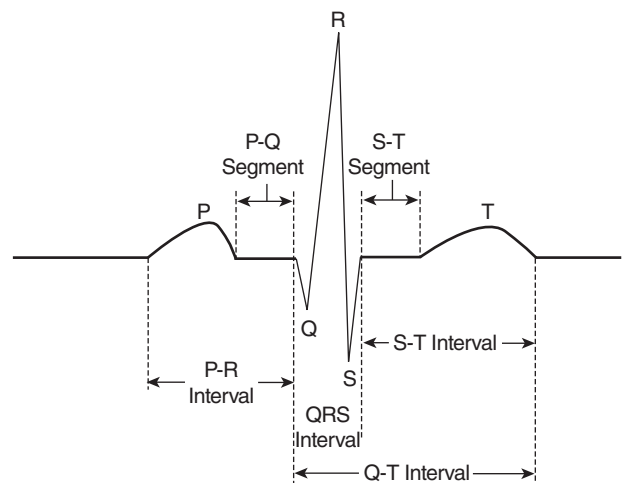 R
P-Q
Segment
S-T
Segment
P
T
Q
S
S-T Interval
P-R
Interval
QRS
Interval
Q-T Interval